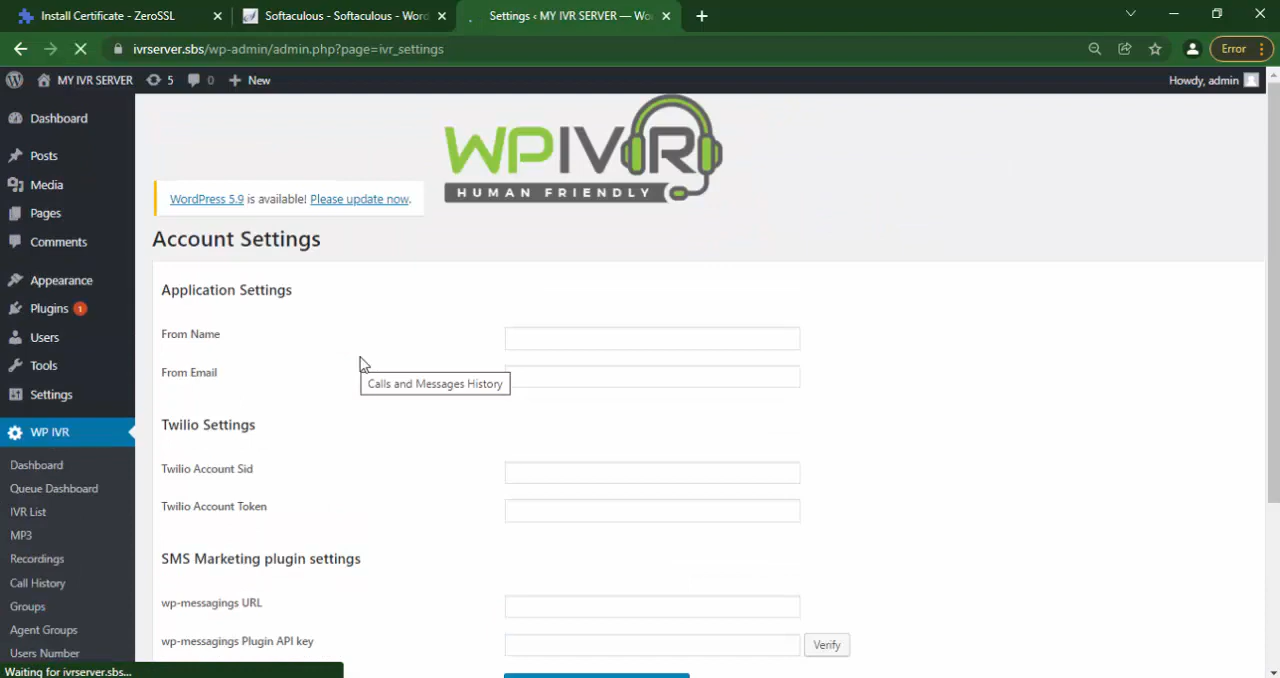 Install Certificate - ZeroSSL
Softaculous - Softaculous - Word
Settings ‹ MY IVR SERVER — Wo
ivrserver.sbs/wp-admin/admin.php?page=ivr_settings
Error
MY IVR SERVER 5 0 New
Howdy, admin
Dashboard
Posts
Media
Pages
Comments
Appearance
Plugins 1
Users
Tools
Settings
WP IVR
Dashboard
Queue Dashboard
IVR List
MP3
Recordings
Call History
Groups
Agent Groups
Users Number
WPIVR
HUMAN FRIENDLY
WordPress 5.9 is available! Please update now.
Account Settings
Application Settings
From Name
From Email
Calls and Messages History
Twilio Settings
Twilio Account Sid
Twilio Account Token
SMS Marketing plugin settings
wp-messagings URL
wp-messagings Plugin API key
Verify
Waiting for ivrserver.sbs...